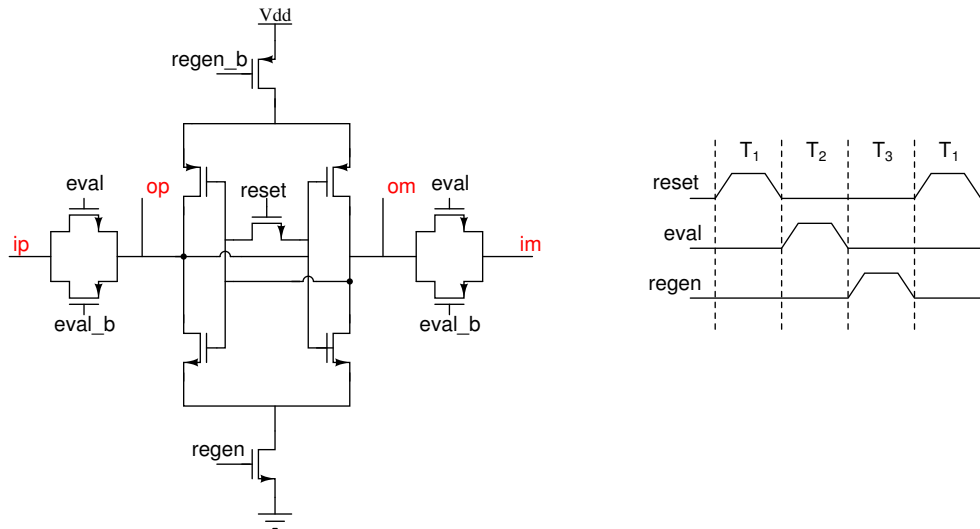 Vdd
regen_b
eval
op
reset
om
eval
ip
im
eval_b
eval_b
regen
T1 T2 T3 T1
reset
eval
regen